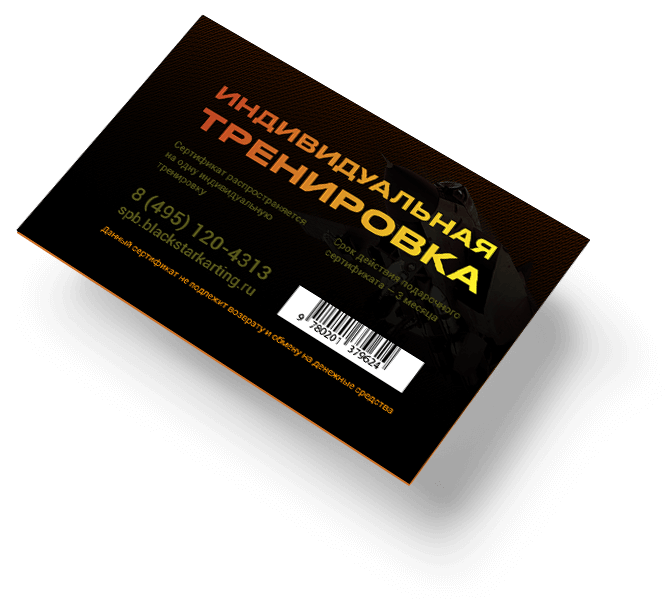 ИНДИВИДУАЛЬНАЯ
ТРЕНИРОВКА
Сертификат распространяется
на одну индивидуальную
тренировку
Срок действия подарочного
сертификата – 3 месяца
8 (495) 120-4313
spb.blackstarkarting.ru
9 780201 379624
Данный сертификат не подлежит возврату и обмену на денежные средства